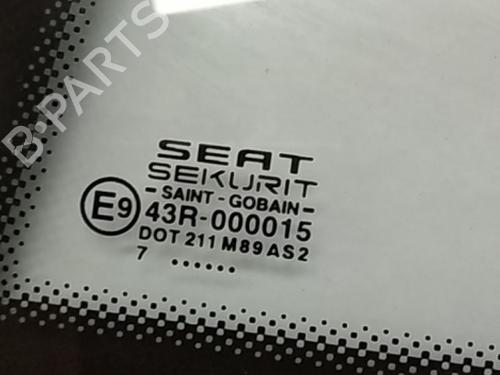 B-PARTS
SEAT
SEKURIT
- SAINT - GOBAIN -
E9 43R-000015
DOT 211 M89 AS2
7 ......